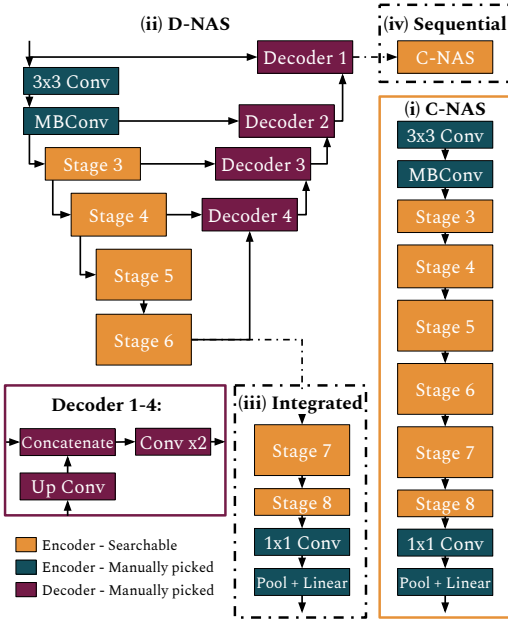 (ii) D-NAS
Decoder 1
3x3 Conv
MBConv
Decoder 2
Stage 3
Decoder 3
Stage 4
Decoder 4
Stage 5
Stage 6
(iv) Sequential
C-NAS
(i) C-NAS
3x3 Conv
MBConv
Stage 3
Stage 4
Stage 5
Stage 6
Stage 7
Stage 8
1x1 Conv
Pool + Linear
Decoder 1-4:
Concatenate
Conv x2
Up Conv
(iii) Integrated
Stage 7
Stage 8
1x1 Conv
Pool + Linear
Encoder - Searchable
Encoder - Manually picked
Decoder - Manually picked